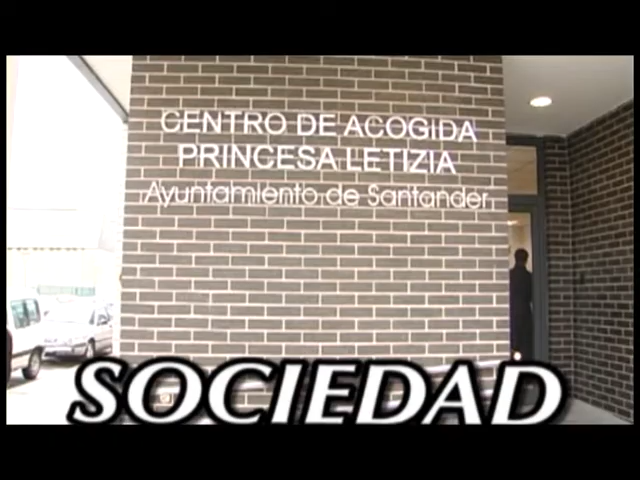 CENTRO DE ACOGIDA
PRINCESA LETIZIA
Ayuntamiento de Santander
SOCIEDAD